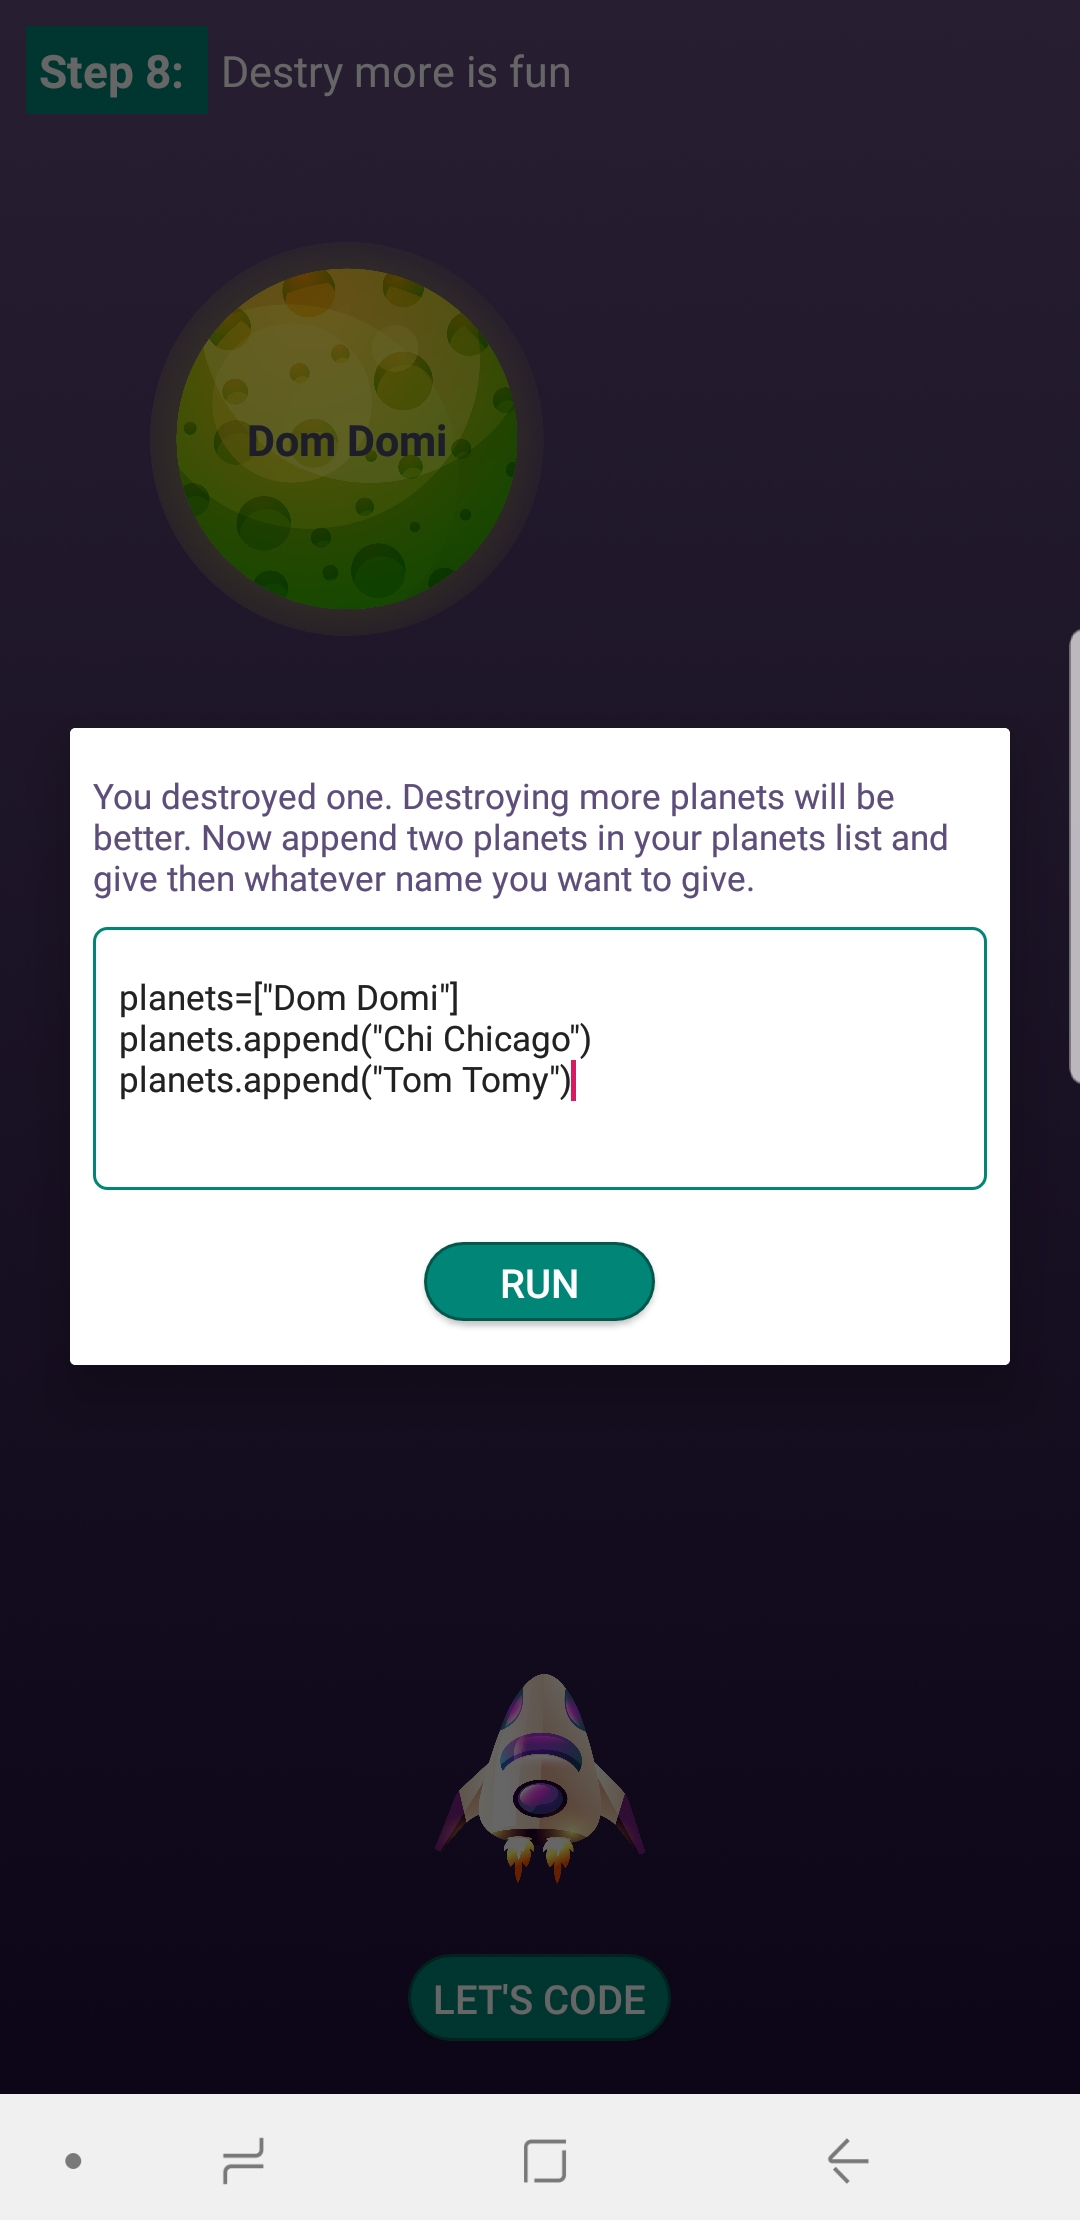 Step 8: Destry more is fun
Dom Domi
You destroyed one. Destroying more planets will be
better. Now append two planets in your planets list and
give then whatever name you want to give.
planets=["Dom Domi"]
planets.append("Chi Chicago")
planets.append("Tom Tomy")
RUN
LET'S CODE